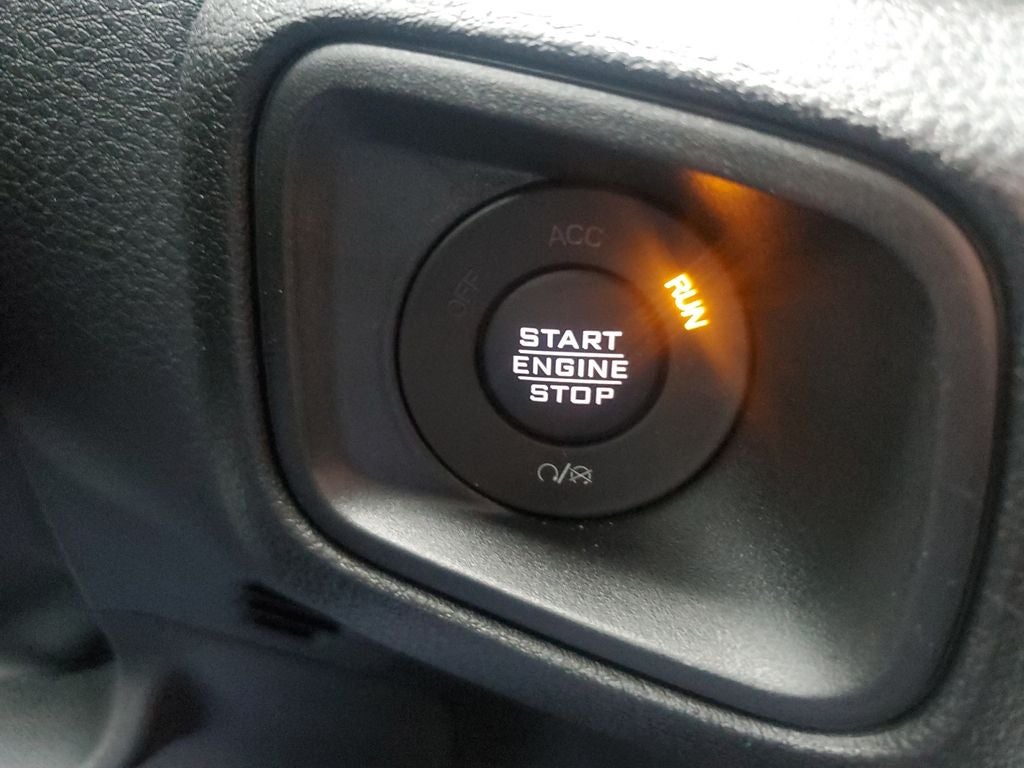 ACC
OFF
RUN
START
ENGINE
STOP